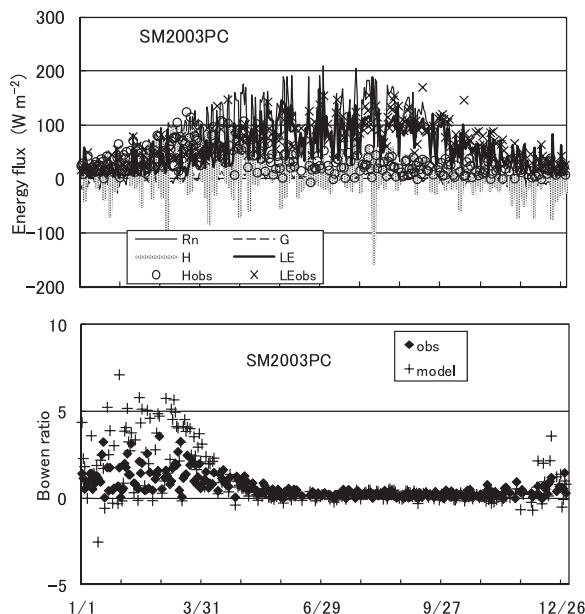 300
SM2003PC
200
100
0
-100
-200
Energy flux (W m⁻²)
Rn G
H LE
Hobs LEobs
10
obs
SM2003PC
model
5
0
-5
Bowen ratio
1/1 3/31 6/29 9/27 12/26